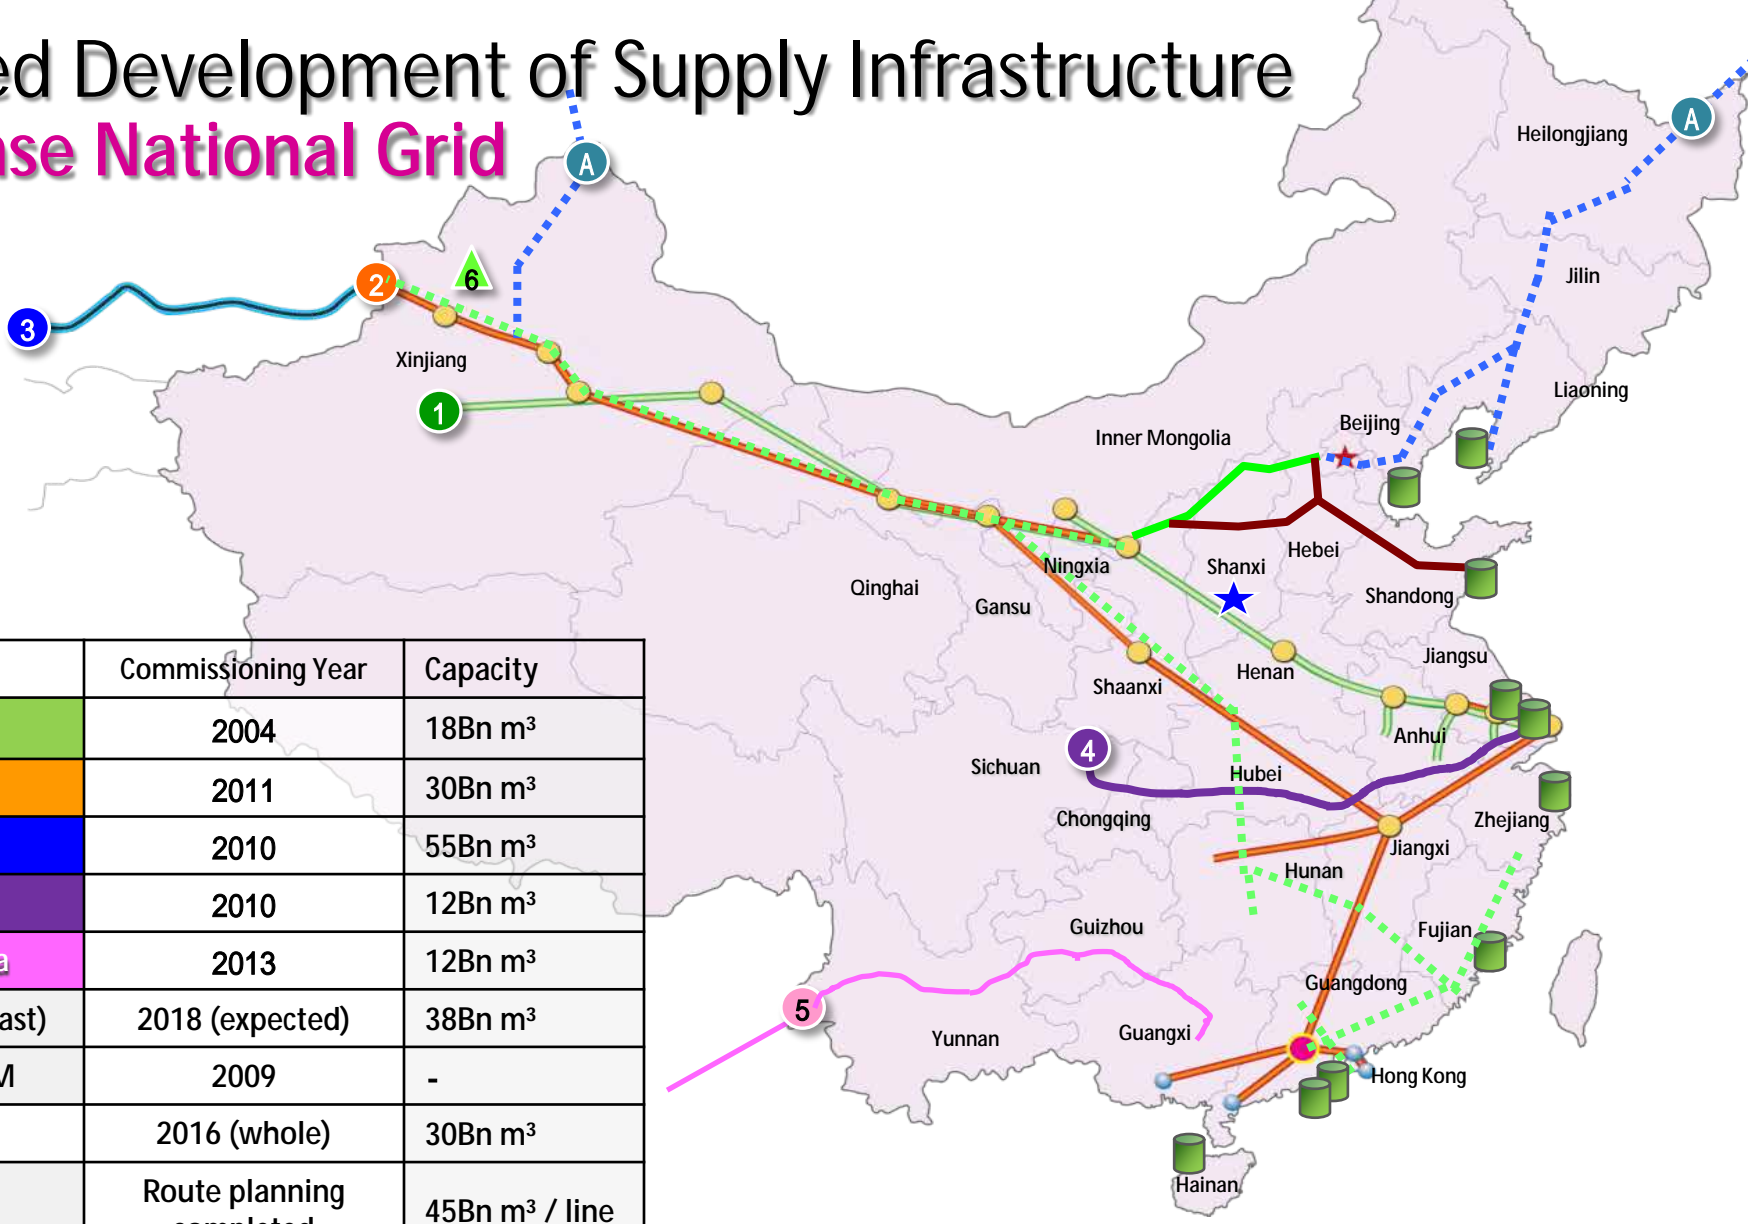 ed Development of Supply Infrastructure
nse National Grid
A
A
Heilongjiang
Jilin
Liaoning
2
6
3
Xinjiang
1
Beijing
Inner Mongolia
Hebei
Shanxi
Ningxia
Shandong
Qinghai
Gansu
Jiangsu
Henan
Shaanxi
Anhui
4
Sichuan
Hubei
Chongqing
Zhejiang
Jiangxi
Hunan
Guizhou
Fujian
Guangdong
5
Yunnan
Guangxi
Hong Kong
Hainan
Commissioning Year Capacity
2004 18Bn m³
2011 30Bn m³
2010 55Bn m³
2010 12Bn m³
a 2013 12Bn m³
ast) 2018 (expected) 38Bn m³
M 2009 -
2016 (whole) 30Bn m³
Route planning
completed 45Bn m³ / line